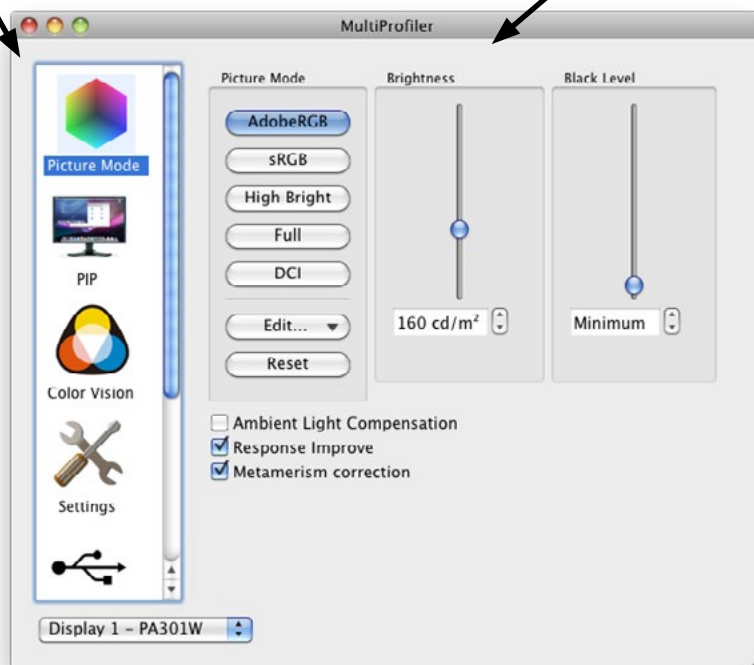 MultiProfiler
Picture Mode
PIP
Color Vision
Settings
Display 1 – PA301W
Picture Mode
AdobeRGB
sRGB
High Bright
Full
DCI
Edit...
Reset
Brightness
160 cd/m²
Black Level
Minimum
Ambient Light Compensation
Response Improve
Metamerism correction